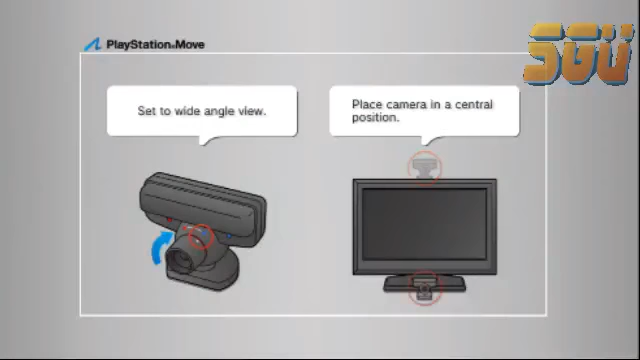 PlayStation®Move
SGU
Set to wide angle view.
Place camera in a central
position.